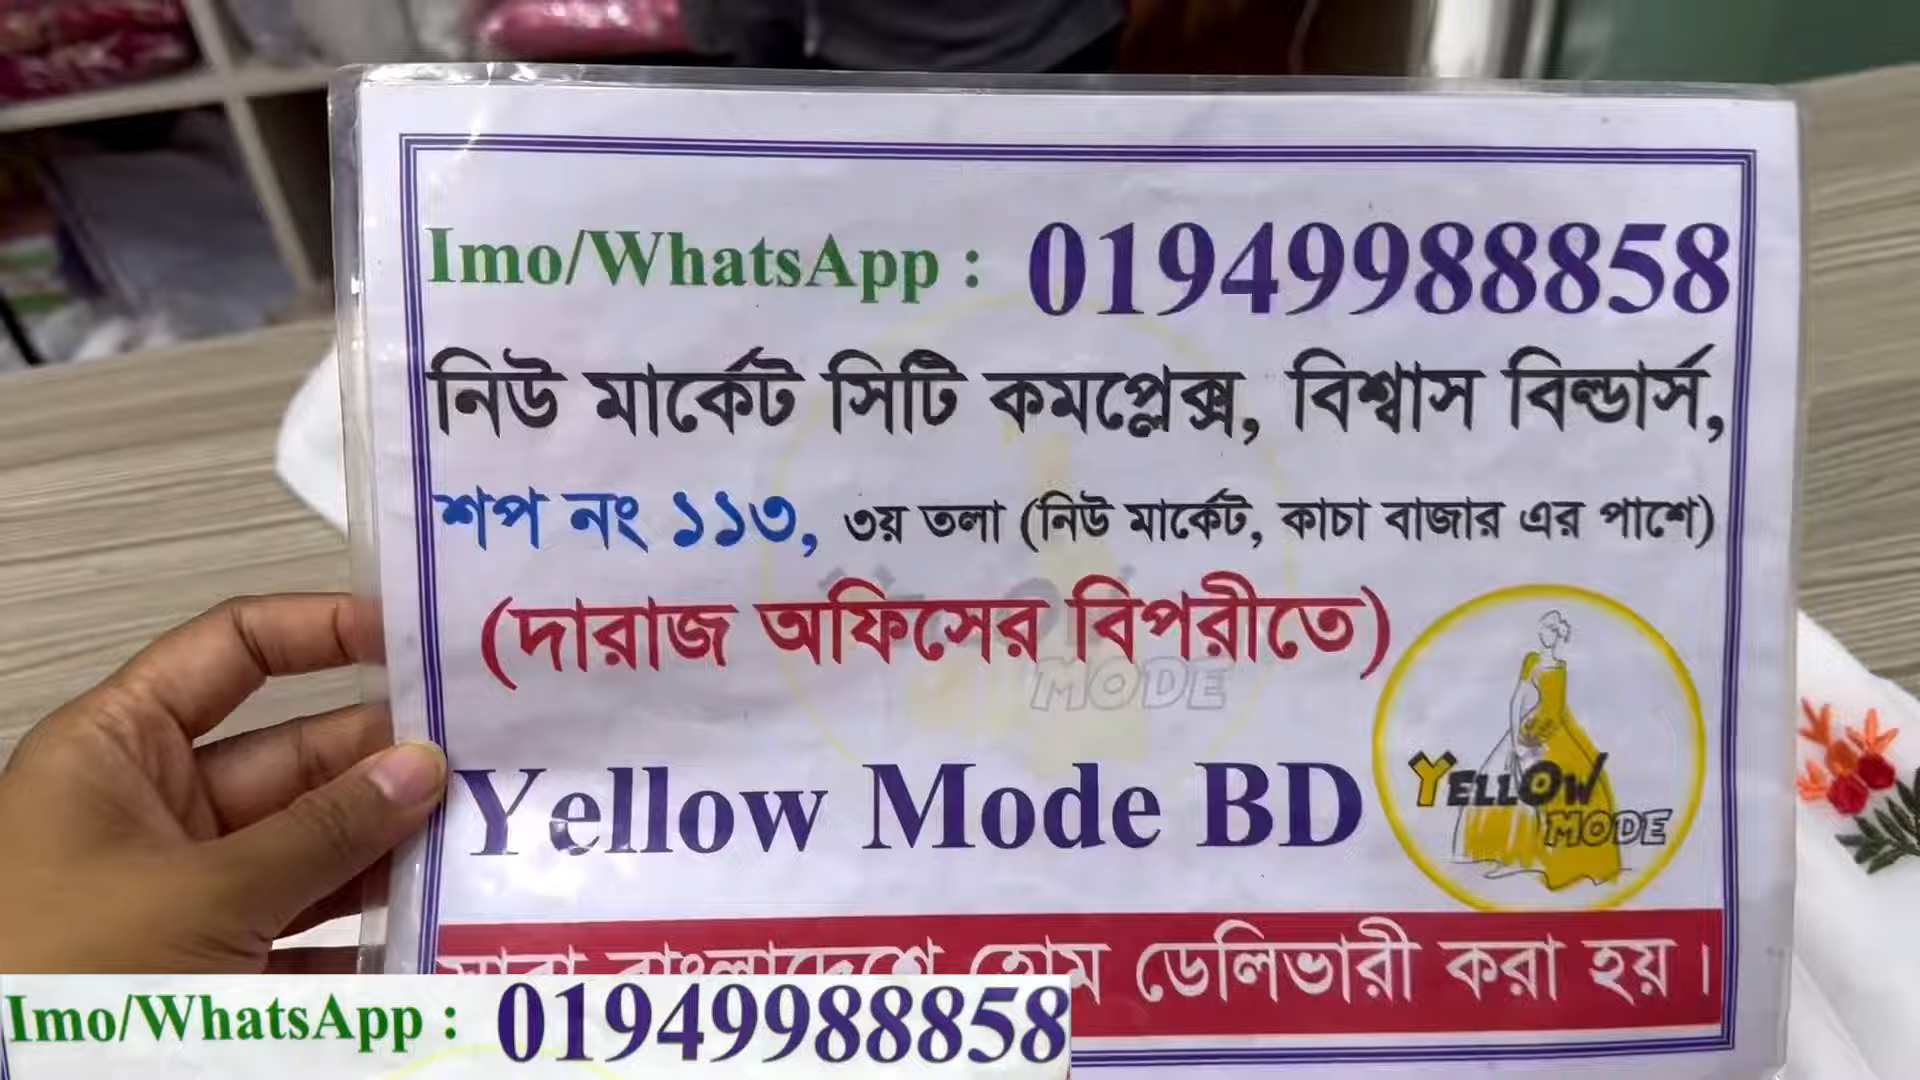 Imo/WhatsApp : 01949988858
নিউ মার্কেট সিটি কমপ্লেক্স, বিশ্বাস বিল্ডার্স,
শপ নং ১১৩, ৩য় তলা (নিউ মার্কেট, কাচা বাজার এর পাশে)
(দারাজ অফিসের বিপরীতে)
MODE
Yellow Mode BD
YELLOW
MODE
সারা বাংলাদেশে হোম ডেলিভারী করা হয়।
Imo/WhatsApp : 01949988858